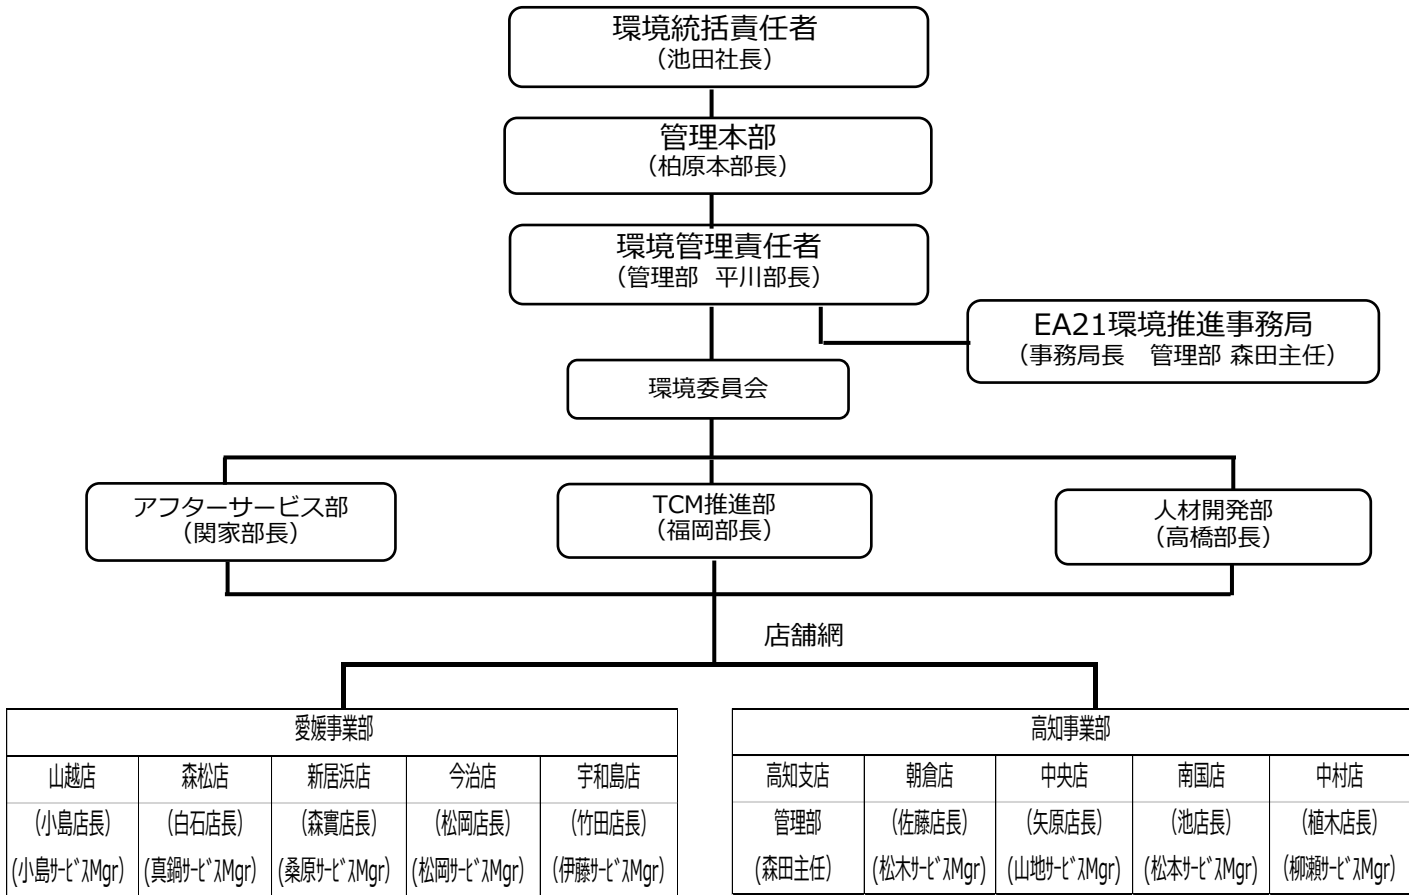 環境統括責任者
（池田社長）
管理本部
（柏原本部長）
環境管理責任者
（管理部 平川部長）
EA21環境推進事務局
（事務局長　管理部 森田主任）
環境委員会
アフターサービス部
（関家部長）
TCM推進部
（福岡部長）
人材開発部
（高橋部長）
店舗網
愛媛事業部
山越店 森松店 新居浜店 今治店 宇和島店
(小島店長) (白石店長) (森實店長) (松岡店長) (竹田店長)
(小島ｻｰﾋﾞｽMgr) (真鍋ｻｰﾋﾞｽMgr) (桑原ｻｰﾋﾞｽMgr) (松岡ｻｰﾋﾞｽMgr) (伊藤ｻｰﾋﾞｽMgr)
高知事業部
高知支店 朝倉店 中央店 南国店 中村店
管理部 (佐藤店長) (矢原店長) (池店長) (植木店長)
(森田主任) (松木ｻｰﾋﾞｽMgr) (山地ｻｰﾋﾞｽMgr) (松本ｻｰﾋﾞｽMgr) (柳瀬ｻｰﾋﾞｽMgr)